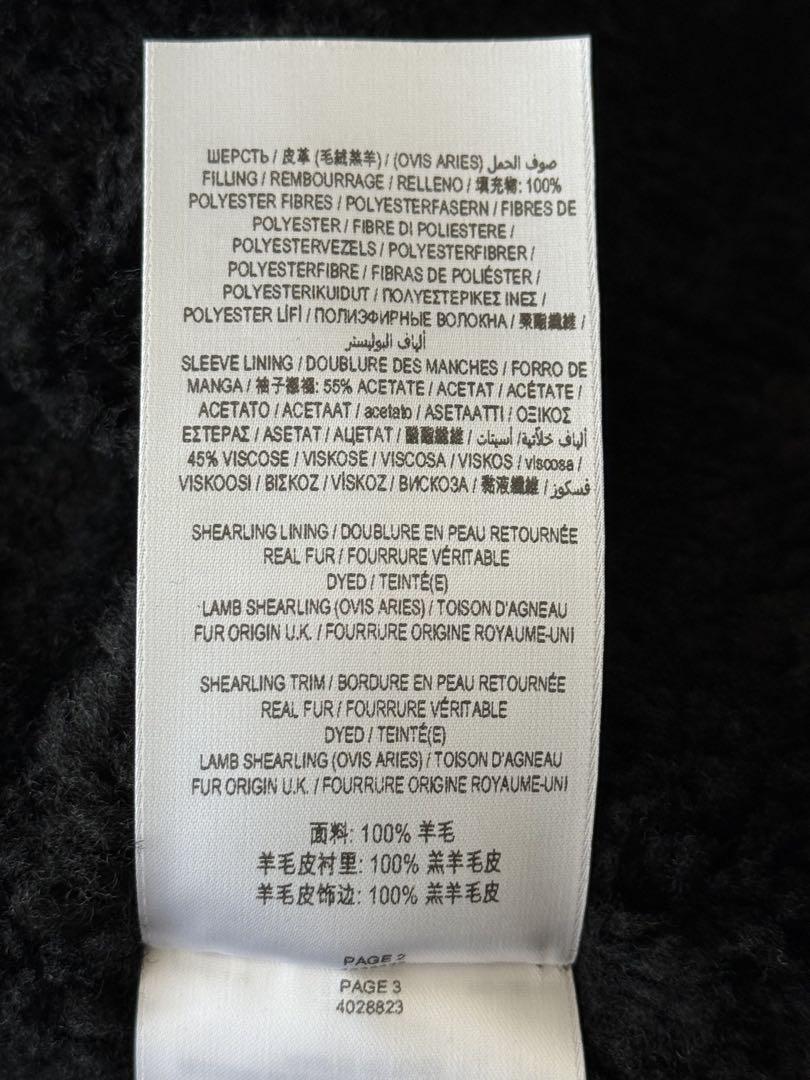 ШЕРСТЬ / 皮革 (毛絨羔羊) / (OVIS ARIES) صوف الحمل
FILLING / REMBOURRAGE / RELLENO / 填充物: 100%
POLYESTER FIBRES / POLYESTERFASERN / FIBRES DE
POLYESTER / FIBRE DI POLIESTERE /
POLYESTERVEZELS / POLYESTERFIBRER /
POLYESTERFIBRE / FIBRAS DE POLIÉSTER /
POLYESTERIKUIDUT / ΠΟΛΥΕΣΤΕΡΙΚΕΣ ΙΝΕΣ /
POLYESTER LİFİ / ПОЛИЭФИРНЫЕ ВОЛОКНА / 聚酯纖維 /
ألياف البوليستر
SLEEVE LINING / DOUBLURE DES MANCHES / FORRO DE
MANGA / 袖子襯裡: 55% ACETATE / ACETAT / ACÉTATE /
ACETATO / ACETAAT / acetato / ASETAATTI / ΟΞΙΚΟΣ
ΕΣΤΕΡΑΣ / ASETAT / АЦЕТАТ / 醋酯纖維 / ألياف خلاّتية/ أسيتات
45% VISCOSE / VISKOSE / VISCOSA / VISKOS / viscosa /
VISKOOSI / ΒΙΣΚΟΖ / VİSKOZ / ВИСКОЗА / 黏液纖維 / فسكوز
SHEARLING LINING / DOUBLURE EN PEAU RETOURNÉE
REAL FUR / FOURRURE VÉRITABLE
DYED / TEINTÉ(E)
LAMB SHEARLING (OVIS ARIES) / TOISON D'AGNEAU
FUR ORIGIN U.K. / FOURRURE ORIGINE ROYAUME-UNI
SHEARLING TRIM / BORDURE EN PEAU RETOURNÉE
REAL FUR / FOURRURE VÉRITABLE
DYED / TEINTÉ(E)
LAMB SHEARLING (OVIS ARIES) / TOISON D'AGNEAU
FUR ORIGIN U.K. / FOURRURE ORIGINE ROYAUME-UNI
面料: 100% 羊毛
羊毛皮衬里: 100% 羔羊毛皮
羊毛皮饰边: 100% 羔羊毛皮
PAGE 2
PAGE 3
4028823